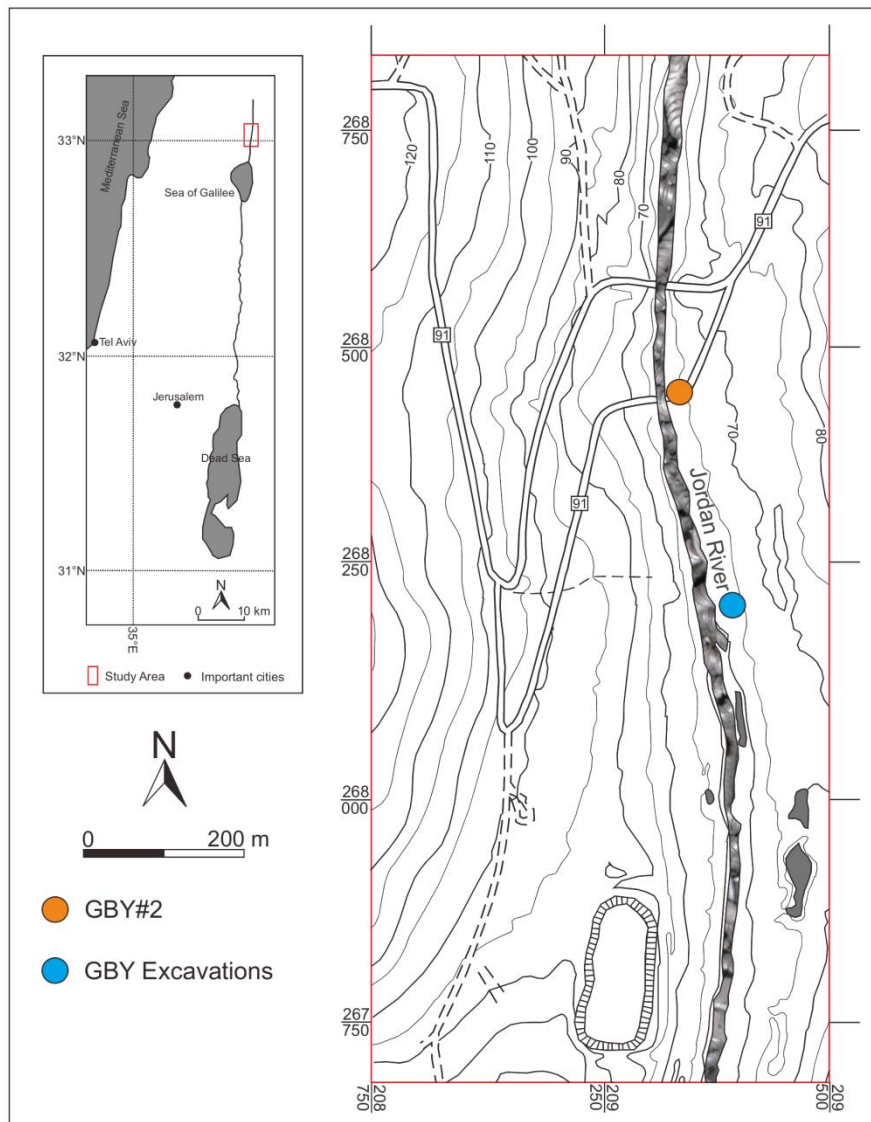 33°N
32°N
31°N
35°E
Mediterranean Sea
Sea of Galilee
Tel Aviv
Jerusalem
Dead Sea
N
0 10 km
Study Area
Important cities
N
0 200 m
GBY#2
GBY Excavations
268
750
268
500
268
250
268
000
267
750
208
750
209
250
209
500
120
110
100
90
80
70
91
91
91
70
80
Jordan River